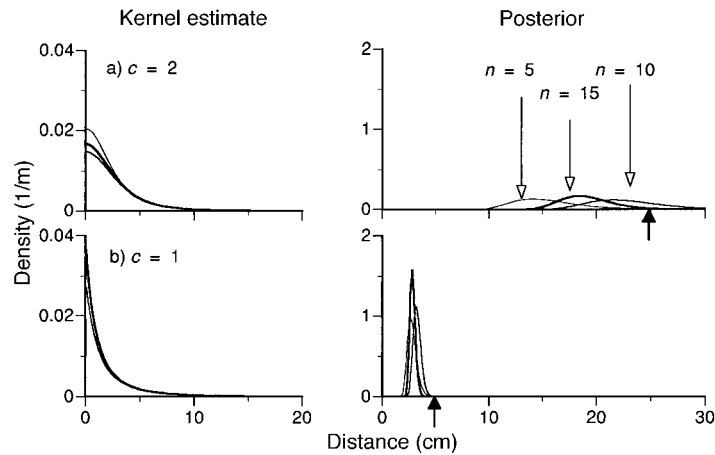 Kernel estimate
Posterior
0.04
a) c = 2
0.02
0
2
n = 5
n = 10
n = 15
1
0
Density (1/m)
0.04
b) c = 1
0.02
0
0
10
20
2
1
0
0
10
20
30
Distance (cm)